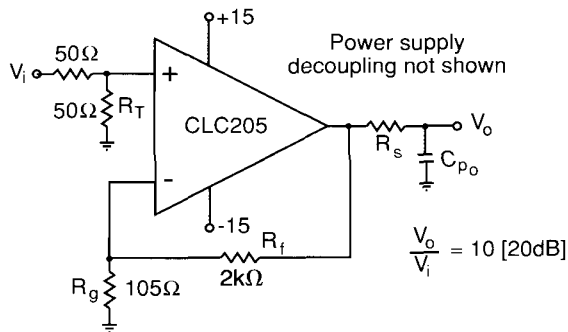 +15
Power supply
decoupling not shown
50Ω
Vi
+
50Ω RT
CLC205
Vo
Rs
Cpo
-
-15
Rf
2kΩ
Rg 105Ω
Vo
Vi
= 10 [20dB]